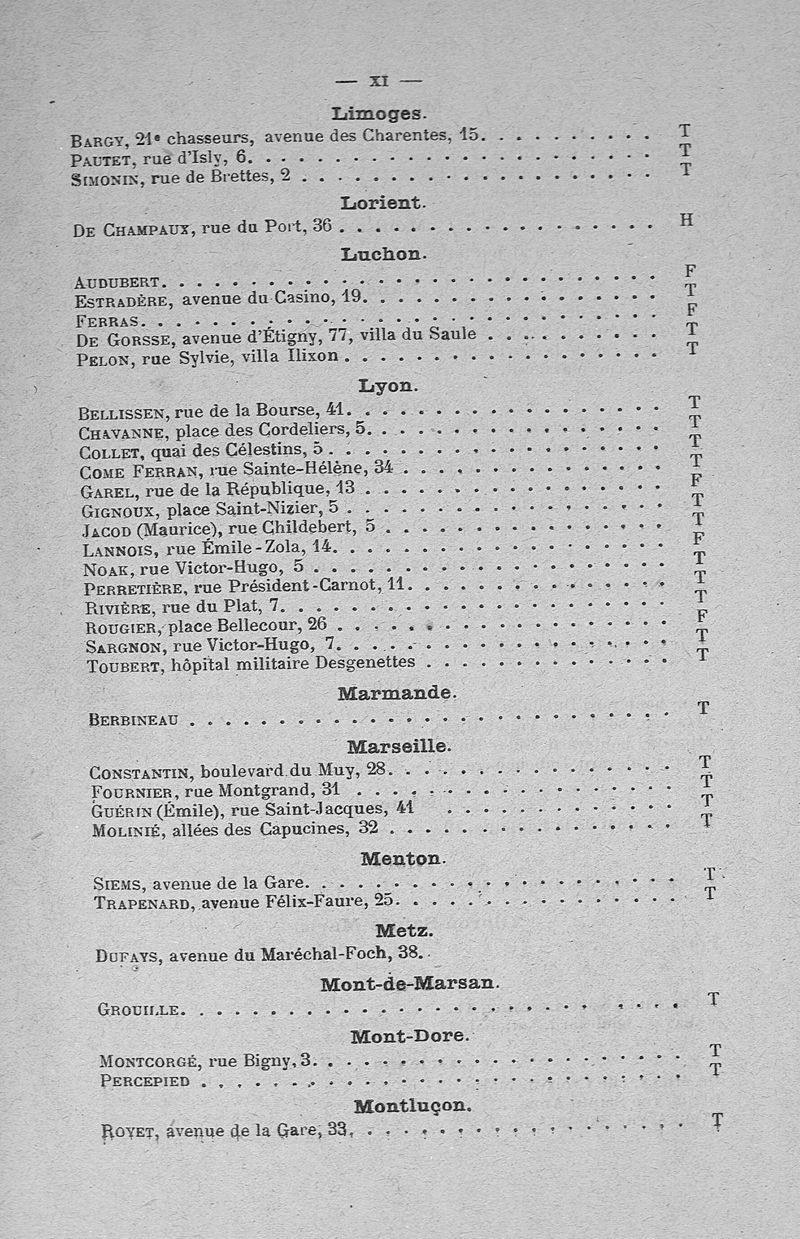 — XI —
Limoges.
BARGY, 21e chasseurs, avenue des Charentes, 15. . . . . . . . . . T
PAUTET, rue d'Isly, 6. . . . . . . . . . . . . . . . . . . . . T
SIMONIN, rue de Brettes, 2 . . . . . . . . . . . . . . . . . . T
Lorient.
DE CHAMPAUX, rue du Port, 36 . . . . . . . . . . . . . . . . H
Luchon.
AUDUBERT. . . . . . . . . . . . . . . . . . . . . . . . . F
ESTRADÈRE, avenue du Casino, 19. . . . . . . . . . . . . . . T
FERRAS. . . . . . . . . . . . . . . . . . . . . . . . . . F
DE GORSSE, avenue d'Étigny, 77, villa du Saule . . . . . . . . . T
PELON, rue Sylvie, villa Ilixon . . . . . . . . . . . . . . . . T
Lyon.
BELLISSEN, rue de la Bourse, 41. . . . . . . . . . . . . . . . T
CHAVANNE, place des Cordeliers, 5. . . . . . . . . . . . . . . T
COLLET, quai des Célestins, 5 . . . . . . . . . . . . . . . . . T
COME FERRAN, rue Sainte-Hélène, 34 . . . . . . . . . . . . . T
GAREL, rue de la République, 13 . . . . . . . . . . . . . . . F
GIGNOUX, place Saint-Nizier, 5 . . . . . . . . . . . . . . . . T
JACOD (Maurice), rue Childebert, 5 . . . . . . . . . . . . . . T
LANNOIS, rue Émile-Zola, 14. . . . . . . . . . . . . . . . . F
NOAK, rue Victor-Hugo, 5 . . . . . . . . . . . . . . . . . . T
PERRETIÈRE, rue Président-Carnot, 11. . . . . . . . . . . . . T
RIVIÈRE, rue du Plat, 7. . . . . . . . . . . . . . . . . . . T
ROUGIER, place Bellecour, 26 . . . . . . . . . . . . . . . . . F
SARGNON, rue Victor-Hugo, 7. . . . . . . . . . . . . . . . . T
TOUBERT, hôpital militaire Desgenettes . . . . . . . . . . . . T
Marmande.
BERBINEAU . . . . . . . . . . . . . . . . . . . . . . . T
Marseille.
CONSTANTIN, boulevard du Muy, 28. . . . . . . . . . . . . . T
FOURNIER, rue Montgrand, 31 . . . . . . . . . . . . . . . . T
GUÉRIN (Émile), rue Saint-Jacques, 41 . . . . . . . . . . . . T
MOLINIÉ, allées des Capucines, 32 . . . . . . . . . . . . . . T
Menton.
SIEMS, avenue de la Gare. . . . . . . . . . . . . . . . . . T
TRAPENARD, avenue Félix-Faure, 25. . . . . . . . . . . . . . T
Metz.
DUFAYS, avenue du Maréchal-Foch, 38.
Mont-de-Marsan.
GROUILLE. . . . . . . . . . . . . . . . . . . . . . . . T
Mont-Dore.
MONTCORGÉ, rue Bigny, 3. . . . . . . . . . . . . . . . . . T
PERCEPIED . . . . . . . . . . . . . . . . . . . . . . . T
Montluçon.
ROYET, avenue de la Gare, 33. . . . . . . . . . . . . . . . T